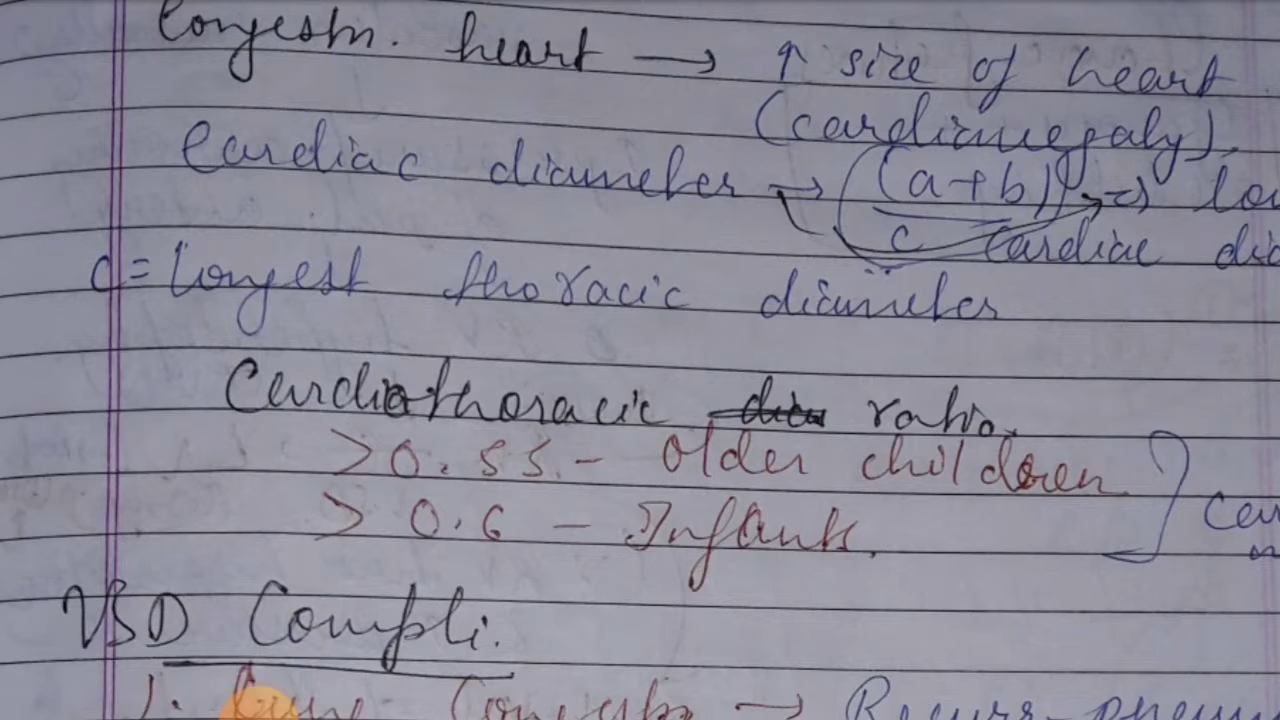 Congestn. heart → ↑ size of heart
(cardiomegaly).
Cardiac diameter → (a+b) ⇒
c cardiac
c = longest thoracic diameter
Cardiothoracic ratio.
>0.55 - older children
> 0.6 - Infants.
VSD Compli.
1. →